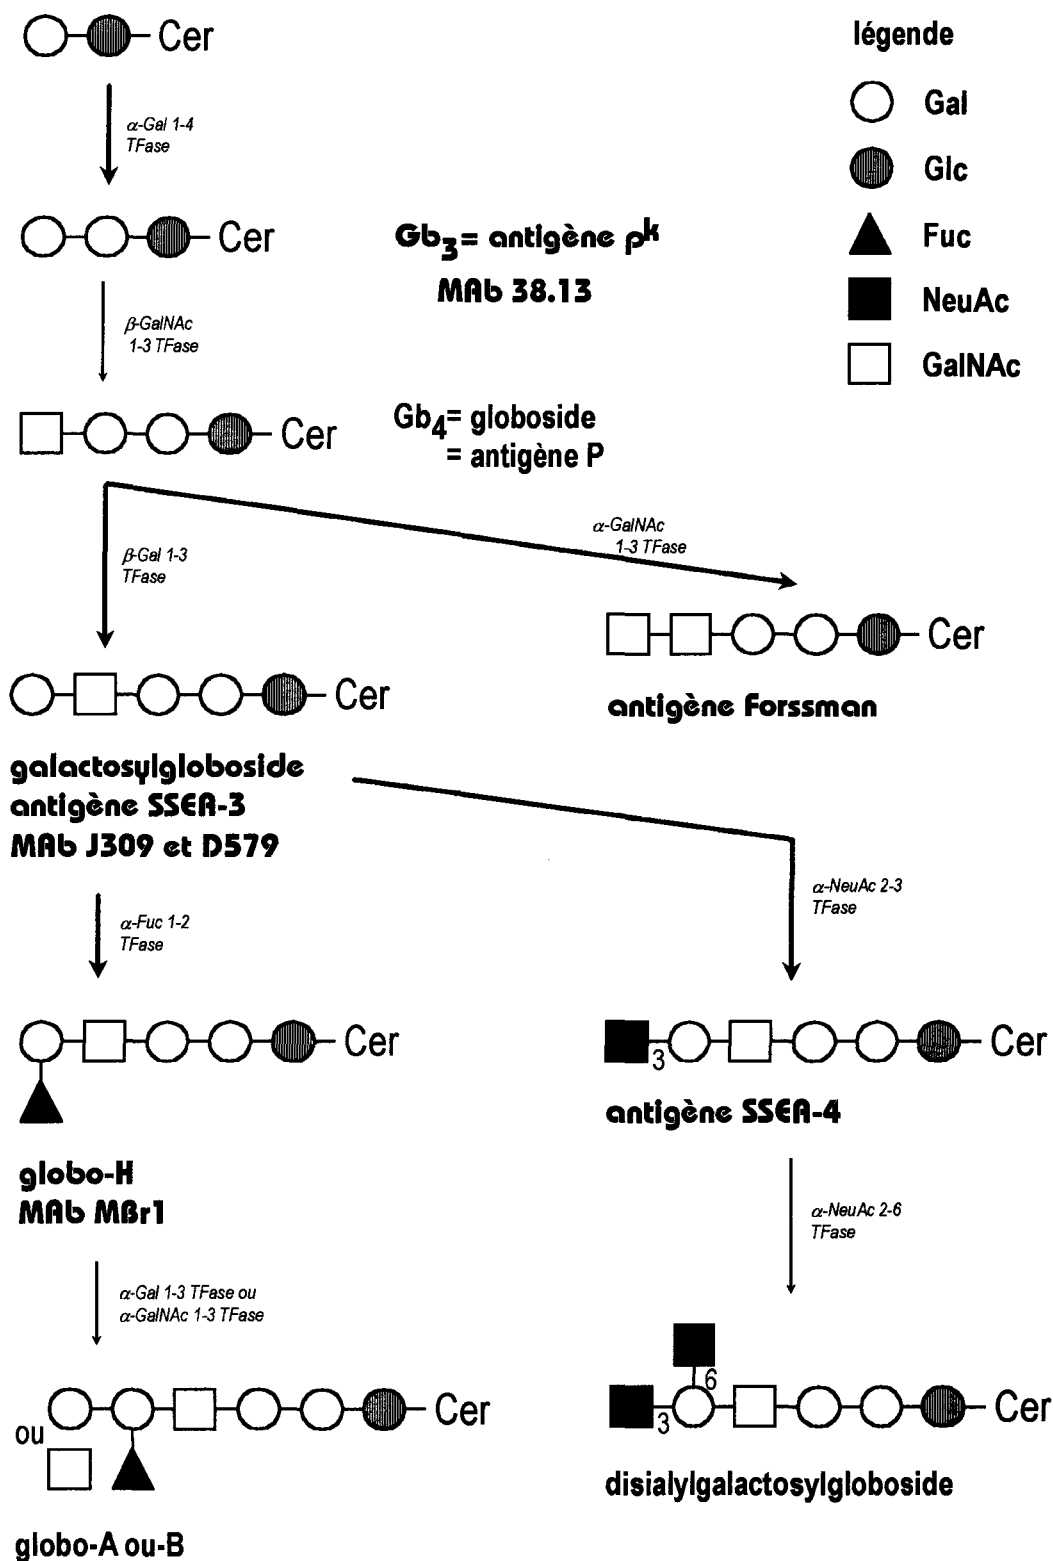 Cer
légende
Gal
α-Gal 1-4
TFase
Glc
Cer
Gb3= antigène pk
MAb 38.13
Fuc
NeuAc
β-GalNAc
1-3 TFase
GalNAc
Cer
Gb4= globoside
= antigène P
α-GalNAc
1-3 TFase
β-Gal 1-3
TFase
Cer
antigène Forssman
Cer
galactosylgloboside
antigène SSEA-3
MAb J309 et D579
α-Fuc 1-2
TFase
α-NeuAc 2-3
TFase
Cer
3
Cer
antigène SSEA-4
globo-H
MAb MBr1
α-NeuAc 2-6
TFase
α-Gal 1-3 TFase ou
α-GalNAc 1-3 TFase
Cer
ou
6
3
Cer
disialylgalactosylgloboside
globo-A ou-B